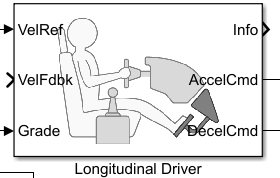 VelRef
Info
VelFdbk
AccelCmd
Grade
DecelCmd
Longitudinal Driver